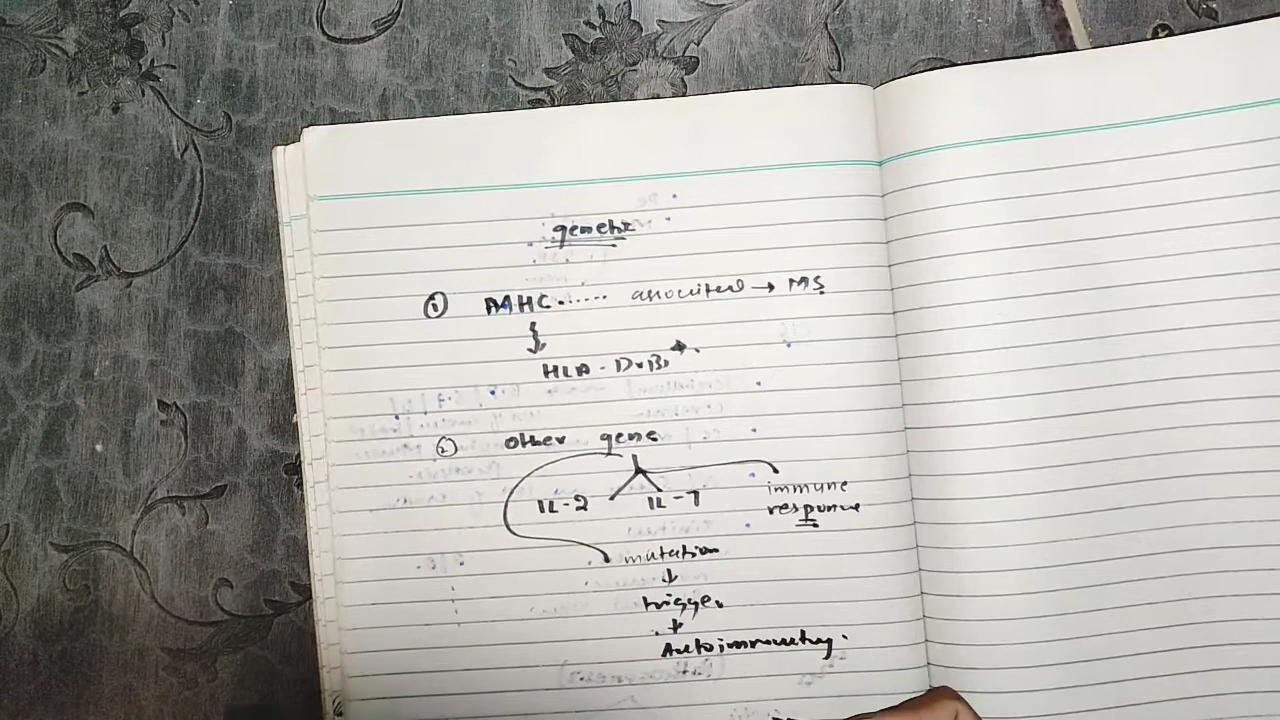 genetic
① MHC...... associated → MS
HLA - DrB1
② other gene
IL-2 IL-7 immune
response
mutation
↓
trigger
↓
Autoimmunity.